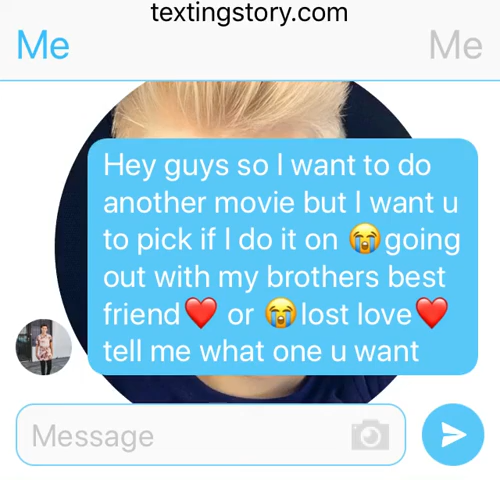 textingstory.com
Me Me
Hey guys so I want to do
another movie but I want u
to pick if I do it on 😭going
out with my brothers best
friend❤️ or 😭lost love❤️
tell me what one u want
Message